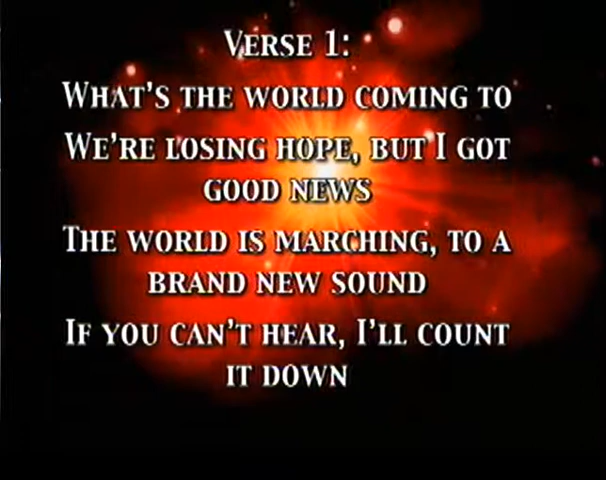 Verse 1:
What's the world coming to
We're losing hope, but I got
good news
The world is marching, to a
brand new sound
If you can't hear, I'll count
it down